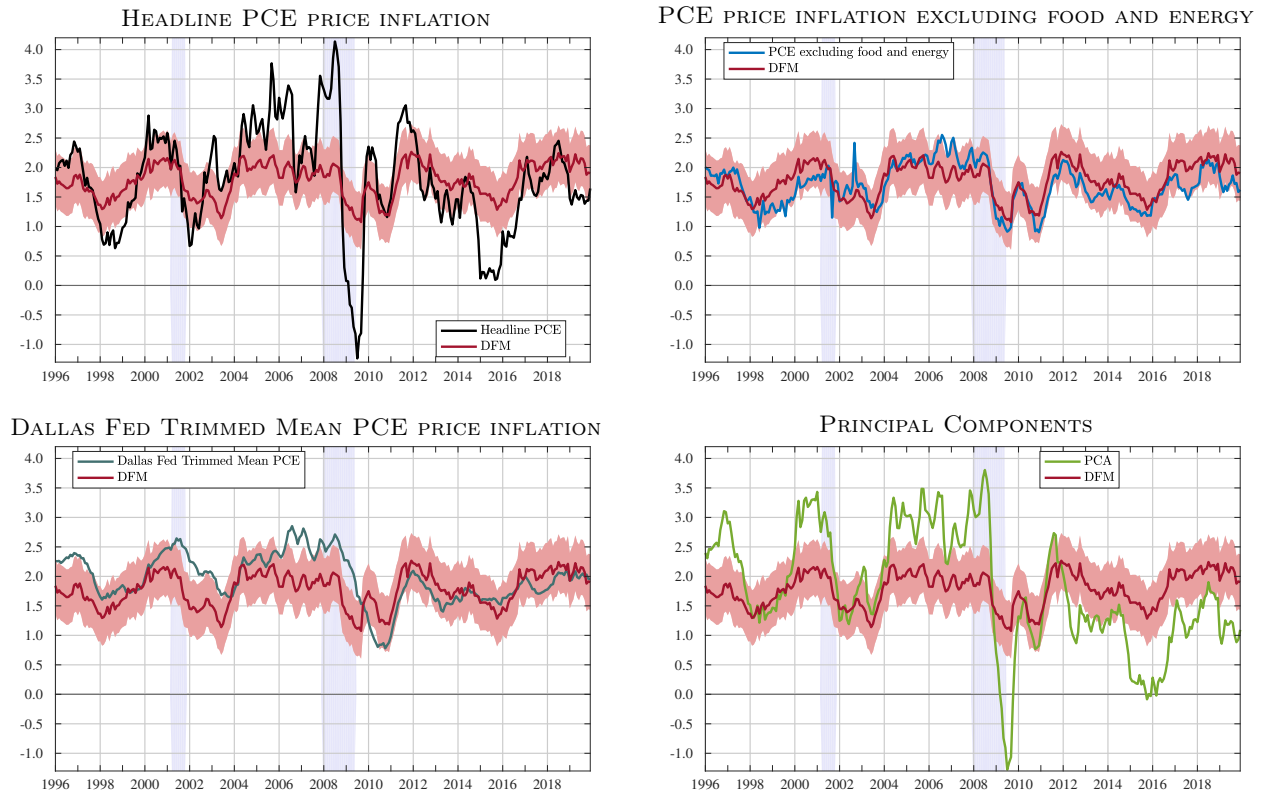 Headline PCE price inflation
4.0
3.5
3.0
2.5
2.0
1.5
1.0
0.5
0.0
-0.5
-1.0
Headline PCE
DFM
1996 1998 2000 2002 2004 2006 2008 2010 2012 2014 2016 2018
PCE price inflation excluding food and energy
4.0
3.5
3.0
2.5
2.0
1.5
1.0
0.5
0.0
-0.5
-1.0
PCE excluding food and energy
DFM
1996 1998 2000 2002 2004 2006 2008 2010 2012 2014 2016 2018
Dallas Fed Trimmed Mean PCE price inflation
4.0
3.5
3.0
2.5
2.0
1.5
1.0
0.5
0.0
-0.5
-1.0
Dallas Fed Trimmed Mean PCE
DFM
1996 1998 2000 2002 2004 2006 2008 2010 2012 2014 2016 2018
Principal Components
4.0
3.5
3.0
2.5
2.0
1.5
1.0
0.5
0.0
-0.5
-1.0
PCA
DFM
1996 1998 2000 2002 2004 2006 2008 2010 2012 2014 2016 2018